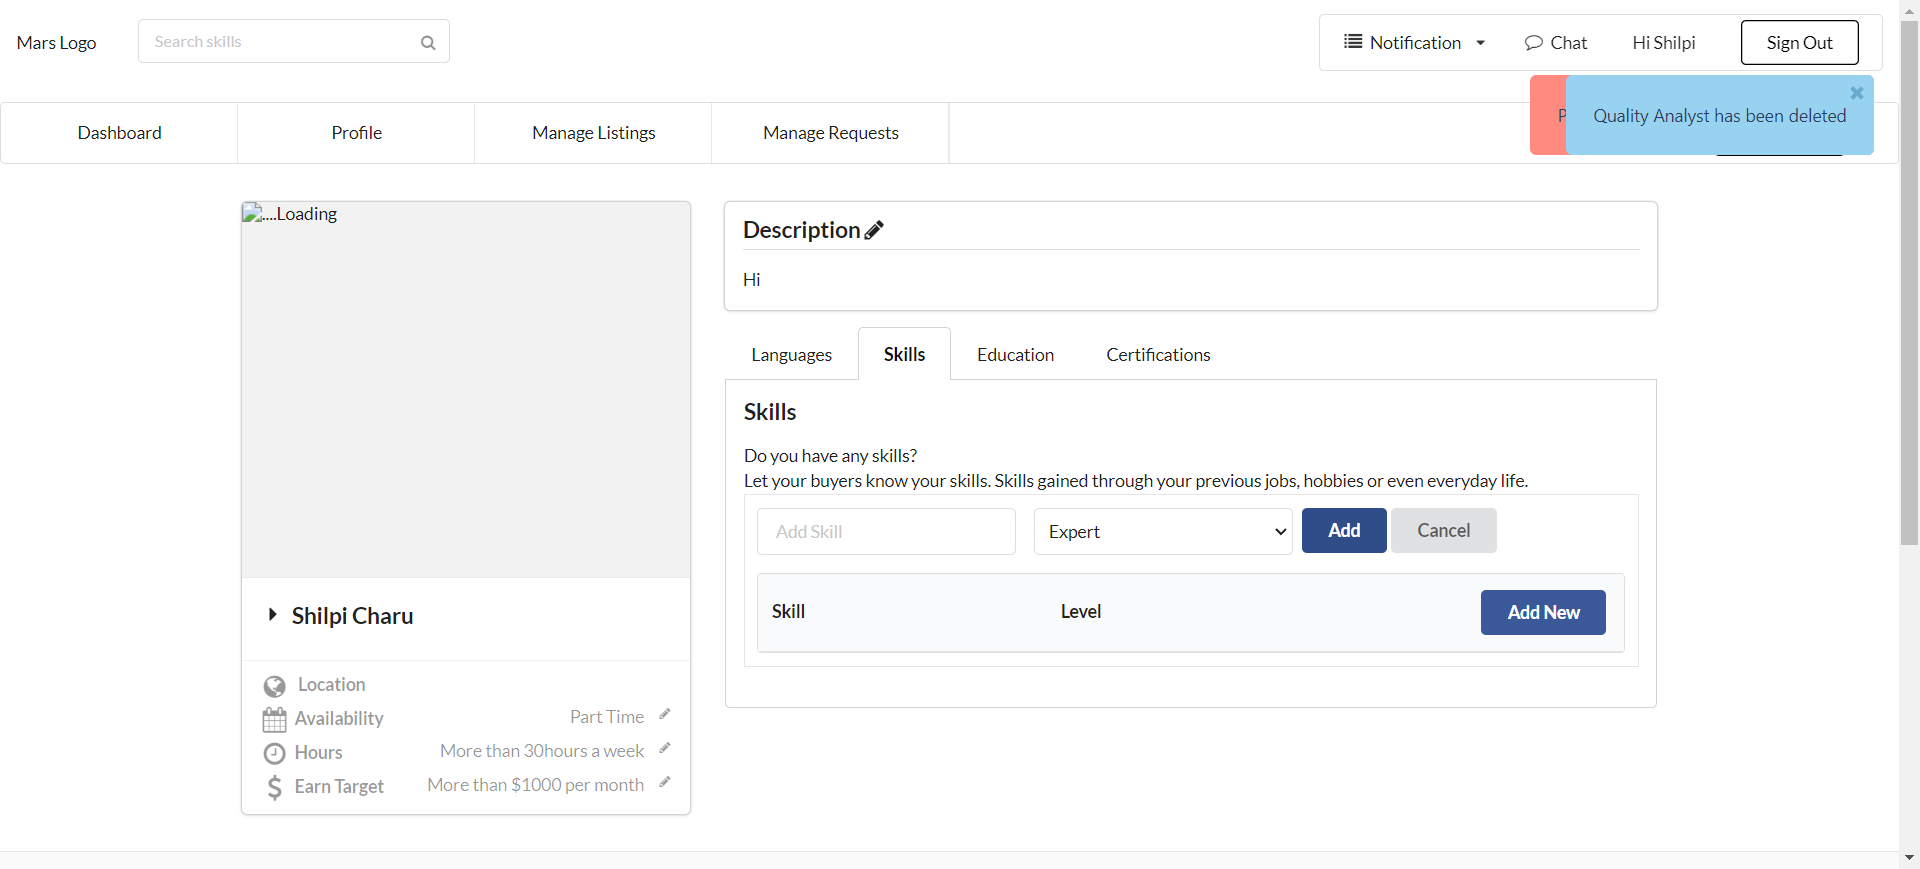 Mars Logo
Search skills
Notification
Chat
Hi Shilpi
Sign Out
Quality Analyst has been deleted
Dashboard
Profile
Manage Listings
Manage Requests
....Loading
Description
Hi
Languages
Skills
Education
Certifications
Skills
Do you have any skills?
Let your buyers know your skills. Skills gained through your previous jobs, hobbies or even everyday life.
Add Skill
Expert
Add
Cancel
Skill
Level
Add New
Shilpi Charu
Location
Availability
Part Time
Hours
More than 30hours a week
Earn Target
More than $1000 per month